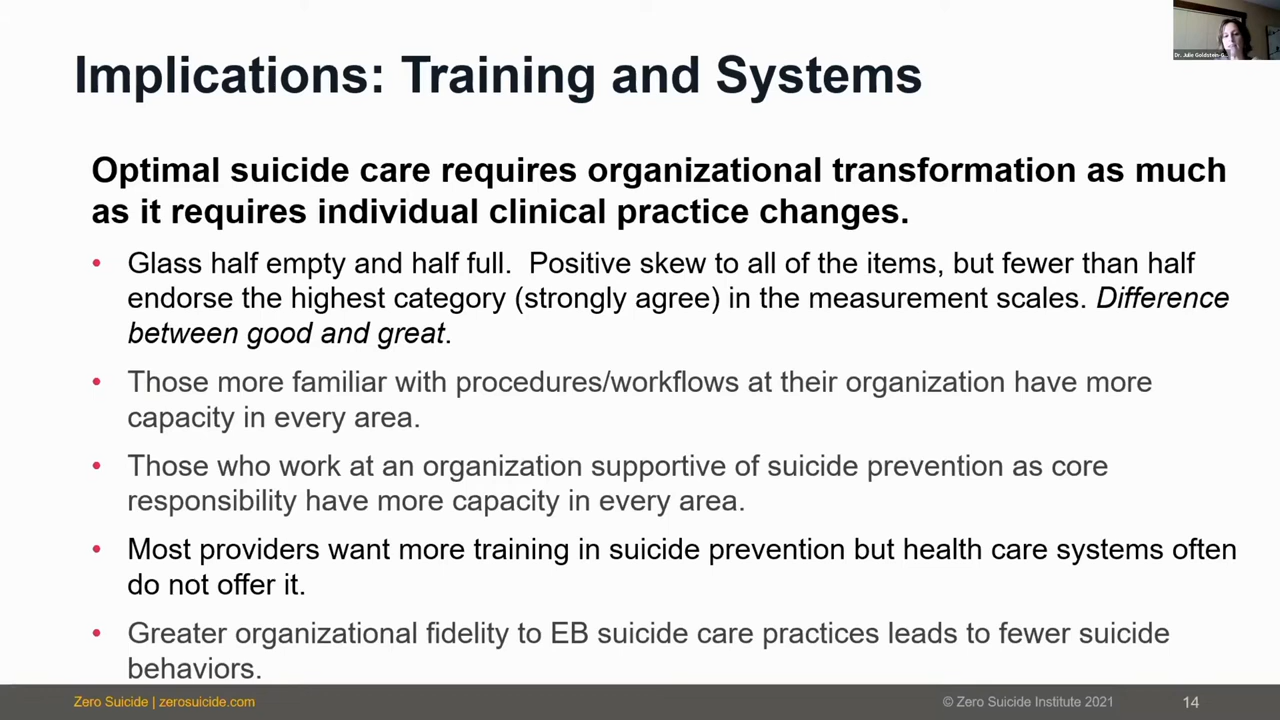 Dr. Julie Goldstein-G...
Implications: Training and Systems
Optimal suicide care requires organizational transformation as much
as it requires individual clinical practice changes.
• Glass half empty and half full. Positive skew to all of the items, but fewer than half
endorse the highest category (strongly agree) in the measurement scales. Difference
between good and great.
• Those more familiar with procedures/workflows at their organization have more
capacity in every area.
• Those who work at an organization supportive of suicide prevention as core
responsibility have more capacity in every area.
• Most providers want more training in suicide prevention but health care systems often
do not offer it.
• Greater organizational fidelity to EB suicide care practices leads to fewer suicide
behaviors.
Zero Suicide | zerosuicide.com
© Zero Suicide Institute 2021
14